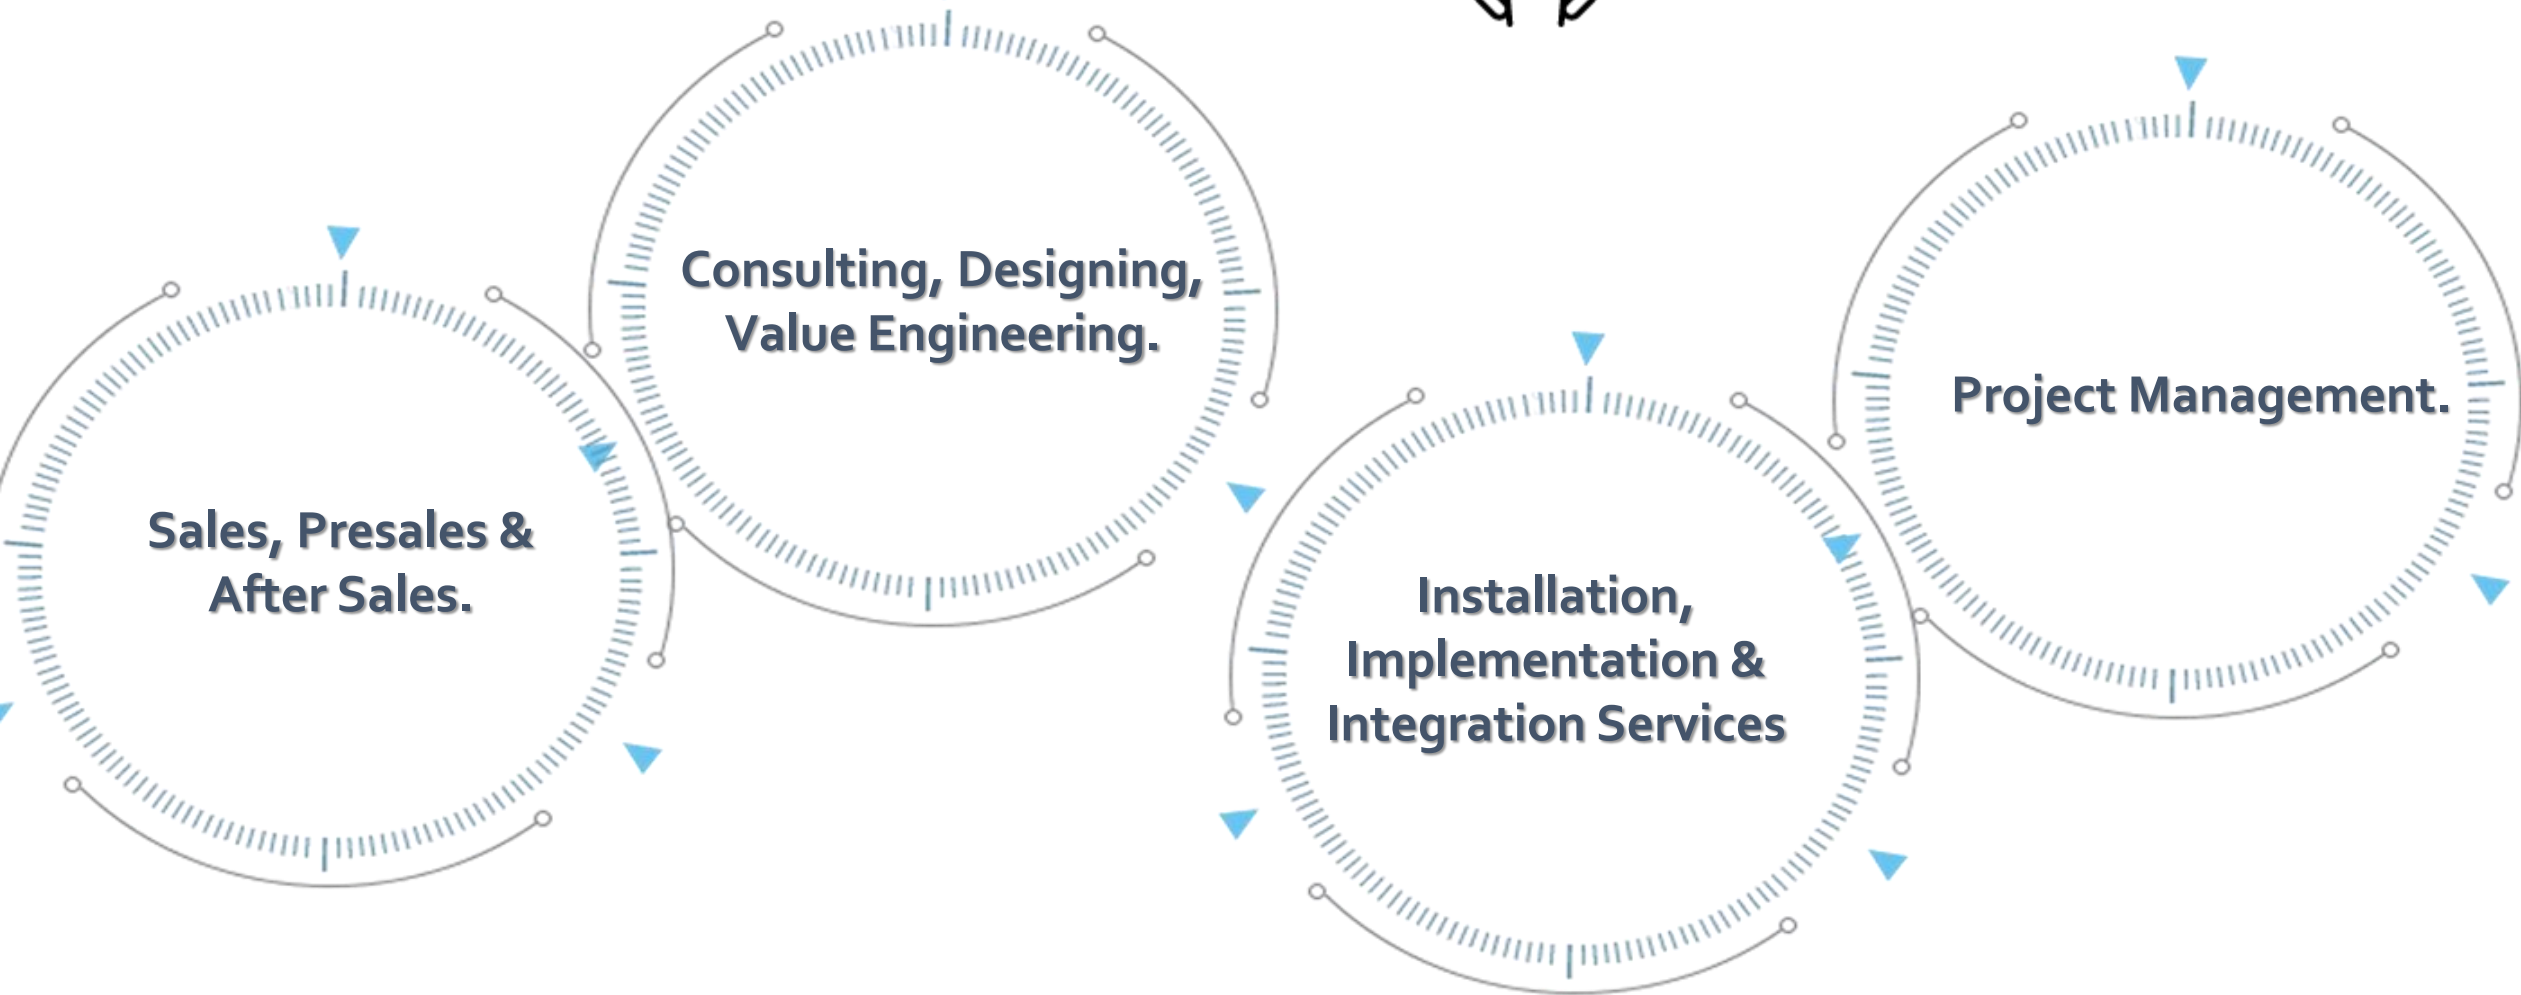 Sales, Presales &
After Sales.
Consulting, Designing,
Value Engineering.
Installation,
Implementation &
Integration Services
Project Management.